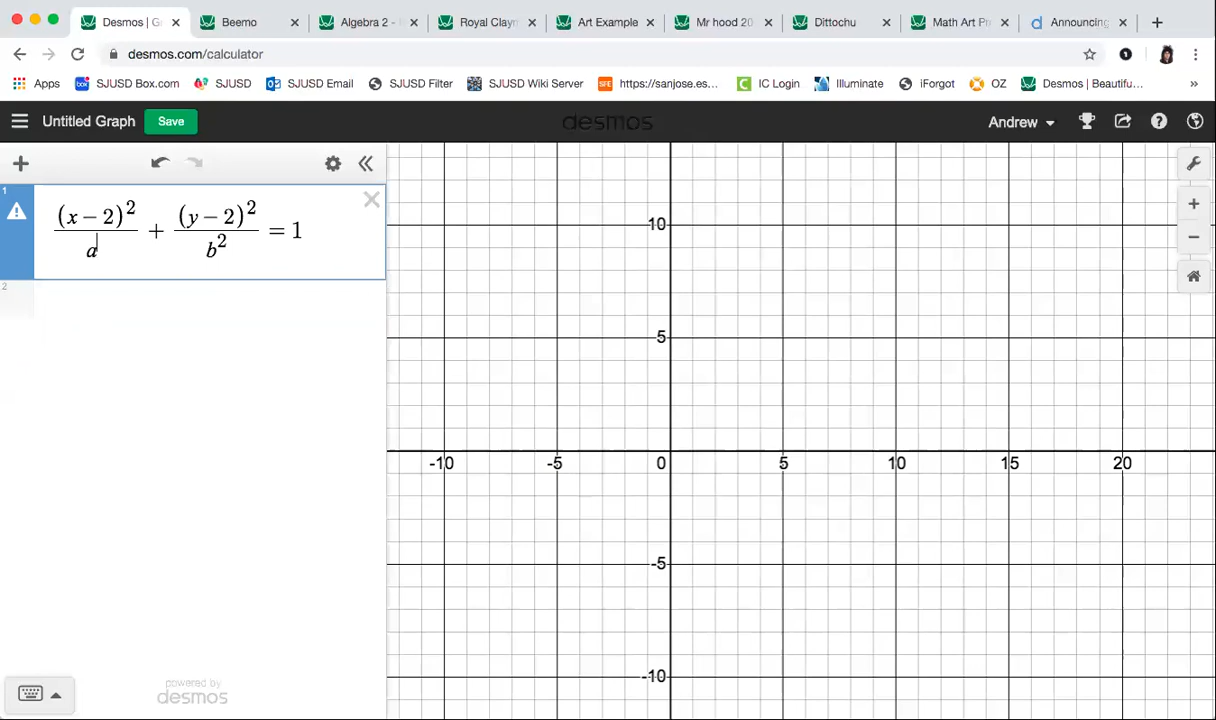 Desmos | G
Beemo
Algebra 2 -
Royal Claym
Art Example
Mr hood 20
Dittochu
Math Art Pr
Announcing
desmos.com/calculator
Apps
SJUSD Box.com
SJUSD
SJUSD Email
SJUSD Filter
SJUSD Wiki Server
https://sanjose.es...
IC Login
Illuminate
iForgot
OZ
Desmos | Beautifu...
»
Untitled Graph
Save
desmos
Andrew
1
(x − 2)² / a + (y − 2)² / b² = 1
2
10
5
-10
-5
0
5
10
15
20
-5
-10
powered by
desmos